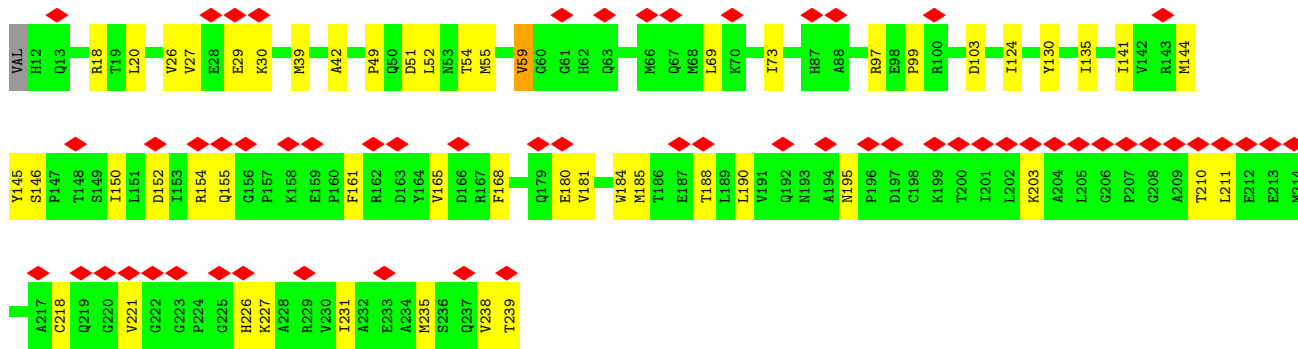 VAL H12 Q13 R18 T19 L20 V26 V27 E28 E29 K30 M39 A42 P49 Q50 D51 L52 N53 T54 M55 V59 G60 G61 H62 Q63 M66 Q67 M68 L69 K70 I73 H87 A88 R97 E98 P99 R100 D103 I124 Y130 I135 I141 V142 R143 M144
Y145 S146 P147 T148 S149 I150 L151 D152 I153 R154 Q155 G156 P157 K158 E159 P160 F161 R162 D163 Y164 V165 D166 R167 F168 Q179 E180 V181 W184 M185 T186 E187 T188 L189 L190 V191 Q192 N193 A194 N195 P196 D197 C198 K199 T200 I201 L202 K203 A204 L205 G206 P207 G208 A209 T210 L211 E212 E213 M214
A217 C218 Q219 G220 V221 G222 G223 P224 G225 H226 K227 A228 R229 V230 I231 A232 E233 A234 M235 S236 Q237 V238 T239